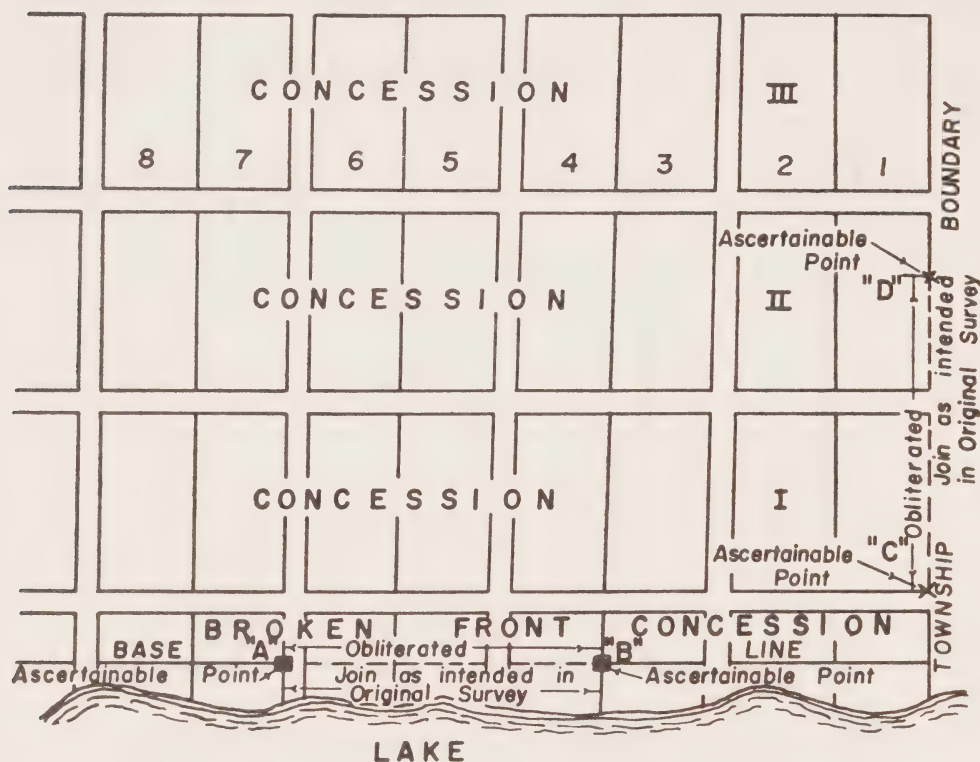 CONCESSION III
8 7 6 5 4 3 2 1
BOUNDARY
Ascertainable
Point
"D"
CONCESSION II
Join as intended
in Original Survey
Obliterated
CONCESSION I
Ascertainable "C"
Point
TOWNSHIP
BROKEN FRONT CONCESSION
BASE "A" Obliterated "B" LINE
Ascertainable Point Join as intended in Ascertainable Point
Original Survey
LAKE